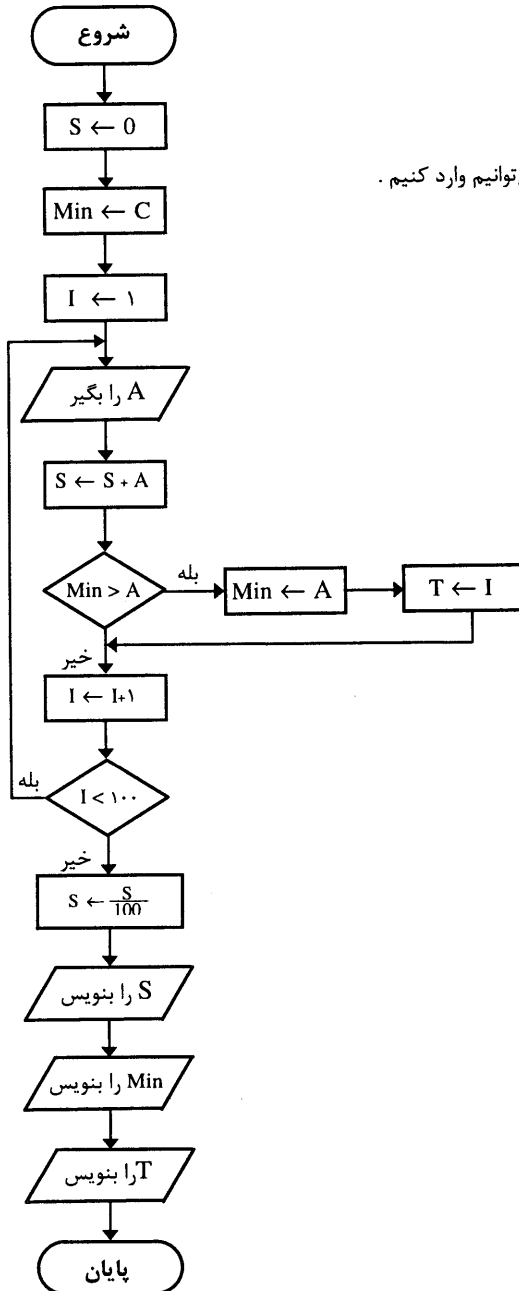 شروع
S ← 0
توانیم وارد کنیم .
Min ← C
I ← ۱
A را بگیر
S ← S + A
Min > A
بله
Min ← A
T ← I
خیر
I ← I+۱
بله
I < ۱۰۰
خیر
S ← S/100
S را بنویس
Min را بنویس
T را بنویس
پایان